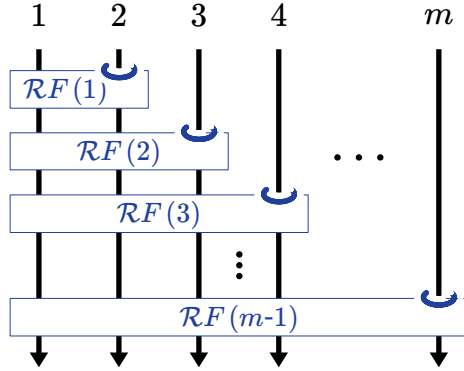 1 2 3 4 m
RF(1)
RF(2)
. . .
RF(3)
⋮
RF(m-1)